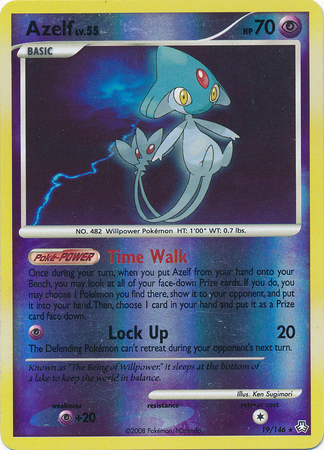 Azelf LV.55 HP 70
BASIC
NO. 482 Willpower Pokémon HT: 1'00" WT: 0.7 lbs.
Poké-POWER Time Walk
Once during your turn, when you put Azelf from your hand onto your
Bench, you may look at all of your face-down Prize cards. If you do, you
may choose 1 Pokémon you find there, show it to your opponent, and put
it into your hand. Then, choose 1 card in your hand and put it as a Prize
card face down.
Lock Up 20
The Defending Pokémon can't retreat during your opponent's next turn.
Known as "The Being of Willpower." It sleeps at the bottom of
a lake to keep the world in balance.
Illus. Ken Sugimori
weakness resistance retreat cost
+20
©2008 Pokémon/Nintendo 19/146 ★